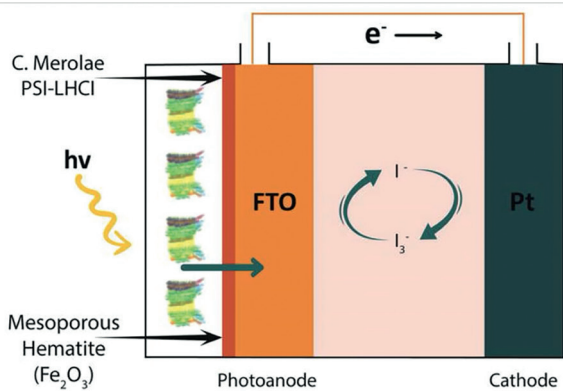 e⁻
C. Merolae
PSI-LHCI
hν
FTO
I⁻
I₃⁻
Pt
Mesoporous
Hematite
(Fe₂O₃)
Photoanode
Cathode